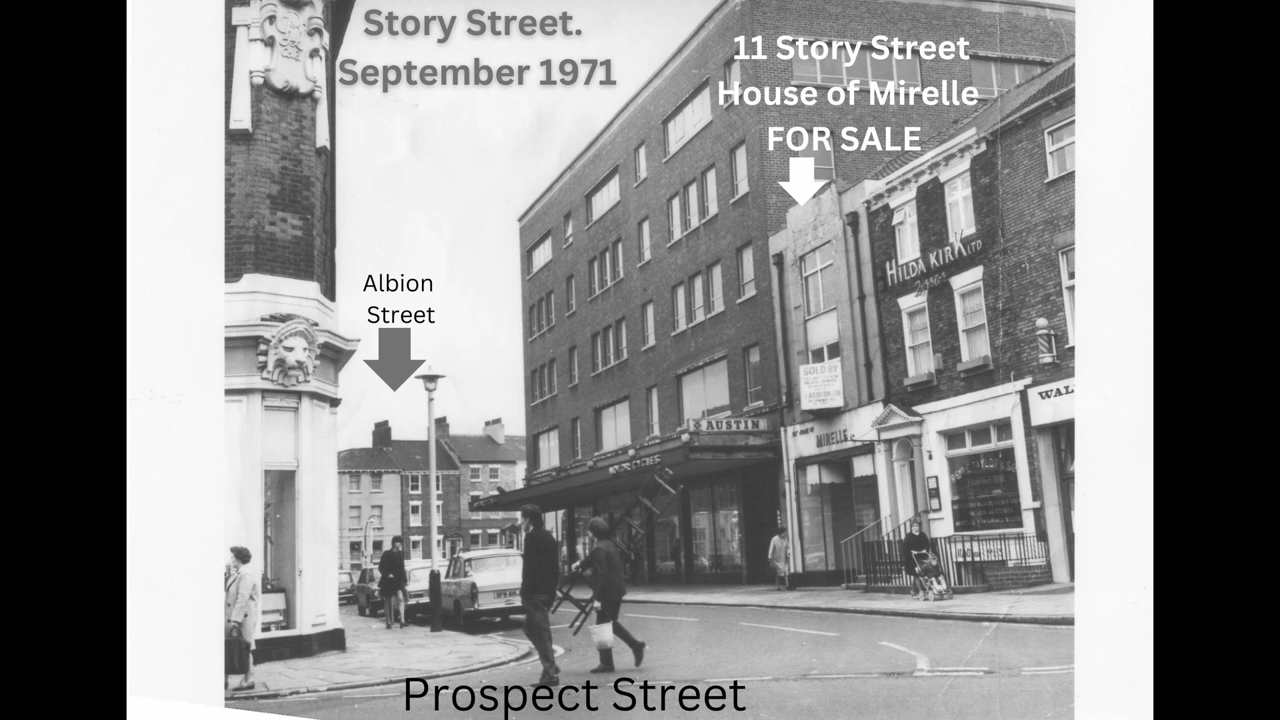 Story Street.
September 1971
11 Story Street
House of Mirelle
FOR SALE
Albion
Street
HILDA KIRK LTD
SOLD BY
AUSTIN
MIRELLE
WAL
Prospect Street